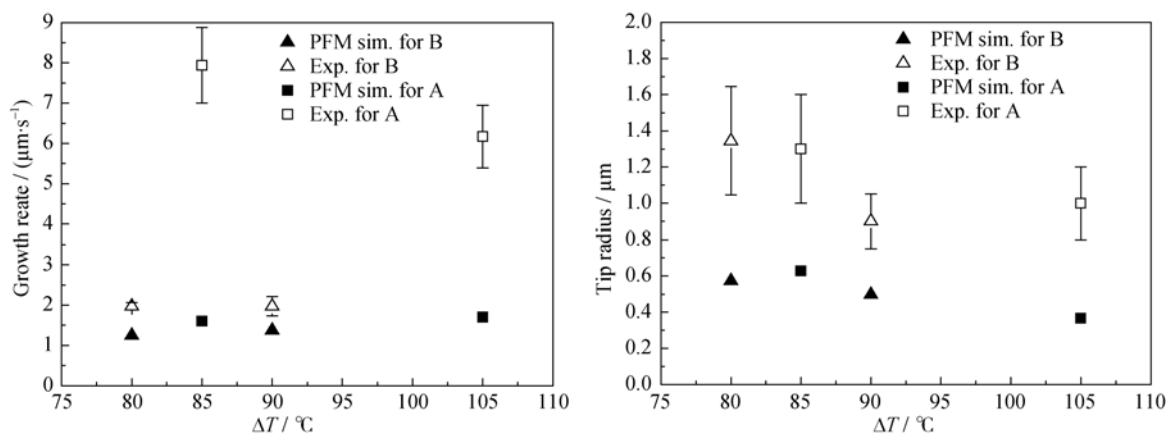 9
8
7
6
5
4
3
2
1
0
Growth reate / (μm·s⁻¹)
▲ PFM sim. for B
△ Exp. for B
■ PFM sim. for A
□ Exp. for A
75 80 85 90 95 100 105 110
ΔT / °C
2.0
1.8
1.6
1.4
1.2
1.0
0.8
0.6
0.4
0.2
0.0
Tip radius / μm
▲ PFM sim. for B
△ Exp. for B
■ PFM sim. for A
□ Exp. for A
75 80 85 90 95 100 105 110
ΔT / °C